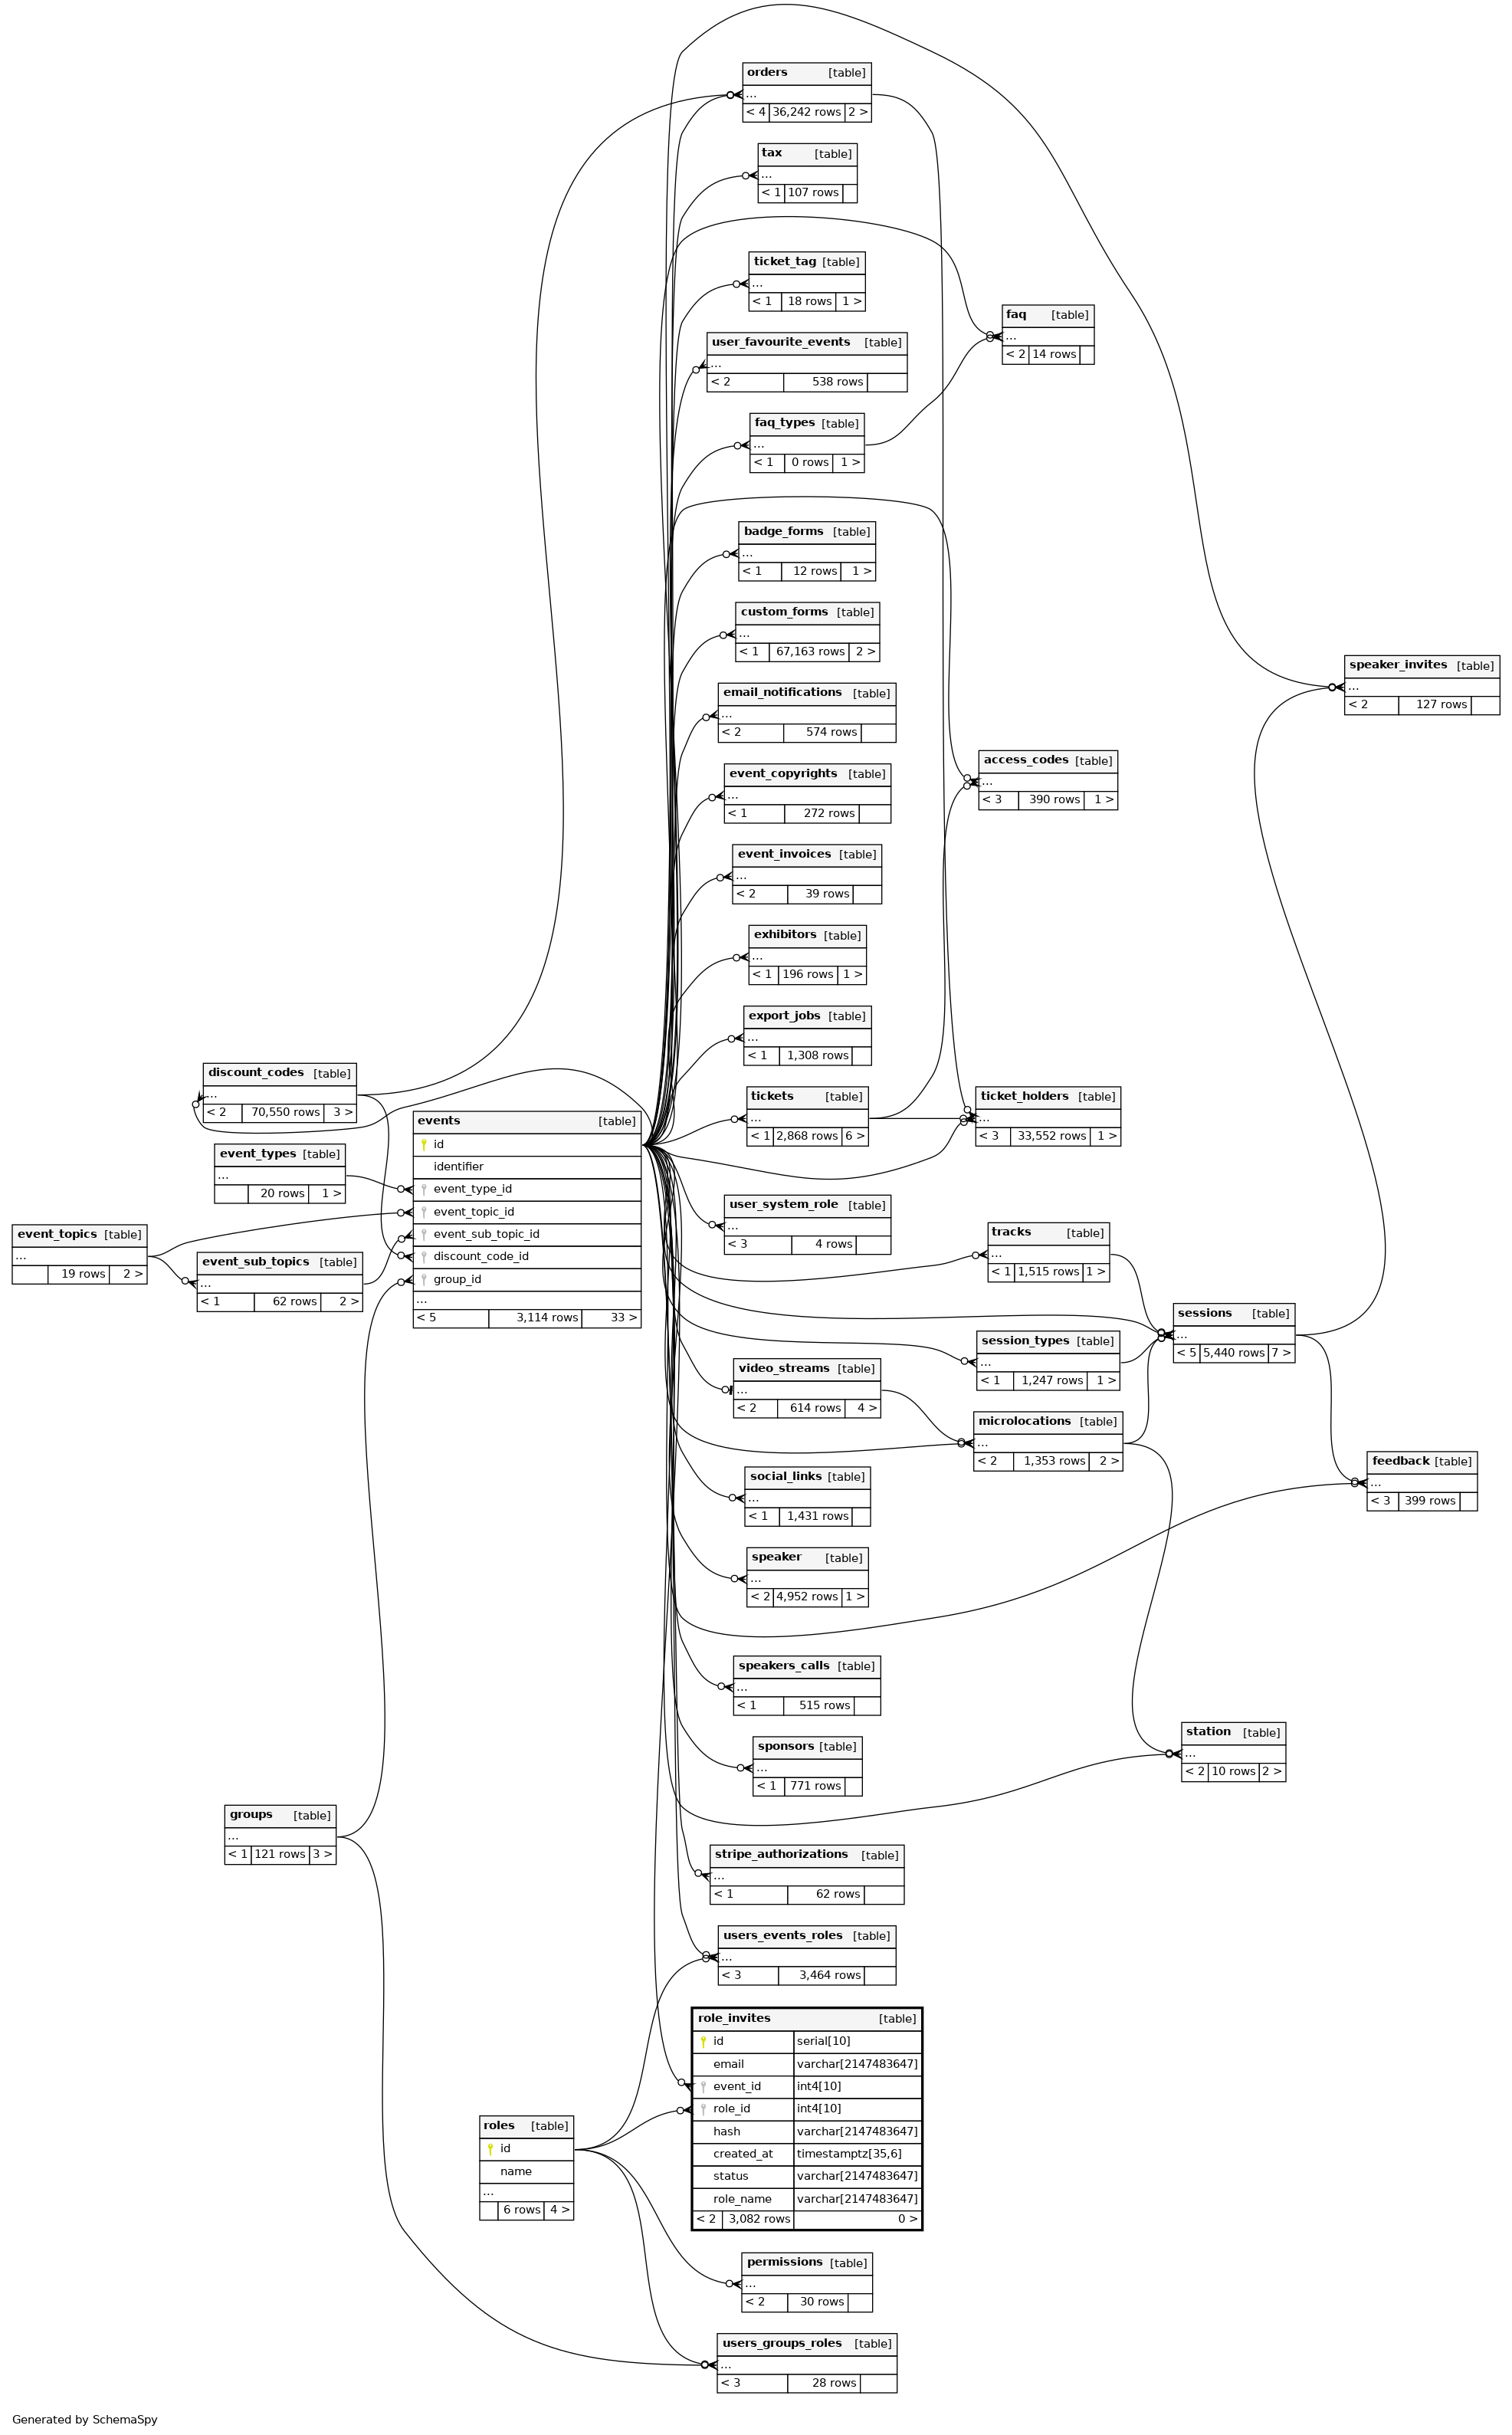 orders [table]
...
< 4 36,242 rows 2 >
tax [table]
...
< 1 107 rows
ticket_tag [table]
...
< 1 18 rows 1 >
faq [table]
...
< 2 14 rows
user_favourite_events [table]
...
< 2 538 rows
faq_types [table]
...
< 1 0 rows 1 >
badge_forms [table]
...
< 1 12 rows 1 >
custom_forms [table]
...
< 1 67,163 rows 2 >
speaker_invites [table]
...
< 2 127 rows
email_notifications [table]
...
< 2 574 rows
access_codes [table]
...
< 3 390 rows 1 >
event_copyrights [table]
...
< 1 272 rows
event_invoices [table]
...
< 2 39 rows
exhibitors [table]
...
< 1 196 rows 1 >
export_jobs [table]
...
< 1 1,308 rows
discount_codes [table]
...
< 2 70,550 rows 3 >
tickets [table]
...
< 1 2,868 rows 6 >
ticket_holders [table]
...
< 3 33,552 rows 1 >
events [table]
id
identifier
event_type_id
event_topic_id
event_sub_topic_id
discount_code_id
group_id
...
< 5 3,114 rows 33 >
event_types [table]
...
20 rows 1 >
event_topics [table]
...
19 rows 2 >
event_sub_topics [table]
...
< 1 62 rows 2 >
user_system_role [table]
...
< 3 4 rows
tracks [table]
...
< 1 1,515 rows 1 >
sessions [table]
...
< 5 5,440 rows 7 >
session_types [table]
...
< 1 1,247 rows 1 >
video_streams [table]
...
< 2 614 rows 4 >
microlocations [table]
...
< 2 1,353 rows 2 >
feedback [table]
...
< 3 399 rows
social_links [table]
...
< 1 1,431 rows
speaker [table]
...
< 2 4,952 rows 1 >
speakers_calls [table]
...
< 1 515 rows
station [table]
...
< 2 10 rows 2 >
sponsors [table]
...
< 1 771 rows
groups [table]
...
< 1 121 rows 3 >
stripe_authorizations [table]
...
< 1 62 rows
users_events_roles [table]
...
< 3 3,464 rows
role_invites [table]
id serial[10]
email varchar[2147483647]
event_id int4[10]
role_id int4[10]
hash varchar[2147483647]
created_at timestamptz[35,6]
status varchar[2147483647]
role_name varchar[2147483647]
< 2 3,082 rows 0 >
roles [table]
id
name
...
6 rows 4 >
permissions [table]
...
< 2 30 rows
users_groups_roles [table]
...
< 3 28 rows
Generated by SchemaSpy